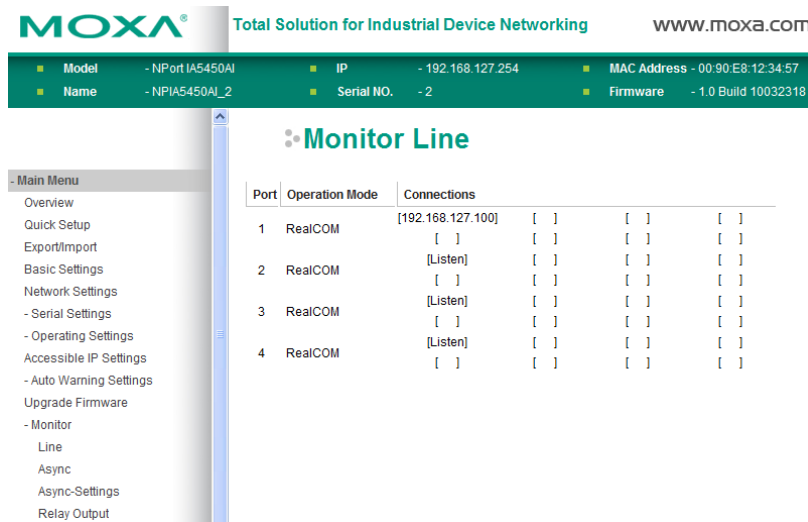 MOXA® Total Solution for Industrial Device Networking www.moxa.com
Model - NPort IA5450AI IP - 192.168.127.254 MAC Address - 00:90:E8:12:34:57
Name - NPIA5450AI_2 Serial NO. - 2 Firmware - 1.0 Build 10032318
Monitor Line
- Main Menu
Overview
Quick Setup
Export/Import
Basic Settings
Network Settings
- Serial Settings
- Operating Settings
Accessible IP Settings
- Auto Warning Settings
Upgrade Firmware
- Monitor
Line
Async
Async-Settings
Relay Output
Port Operation Mode Connections
1 RealCOM [192.168.127.100] [ ] [ ] [ ]
[ ] [ ] [ ] [ ]
2 RealCOM [Listen] [ ] [ ] [ ]
[ ] [ ] [ ] [ ]
3 RealCOM [Listen] [ ] [ ] [ ]
[ ] [ ] [ ] [ ]
4 RealCOM [Listen] [ ] [ ] [ ]
[ ] [ ] [ ] [ ]